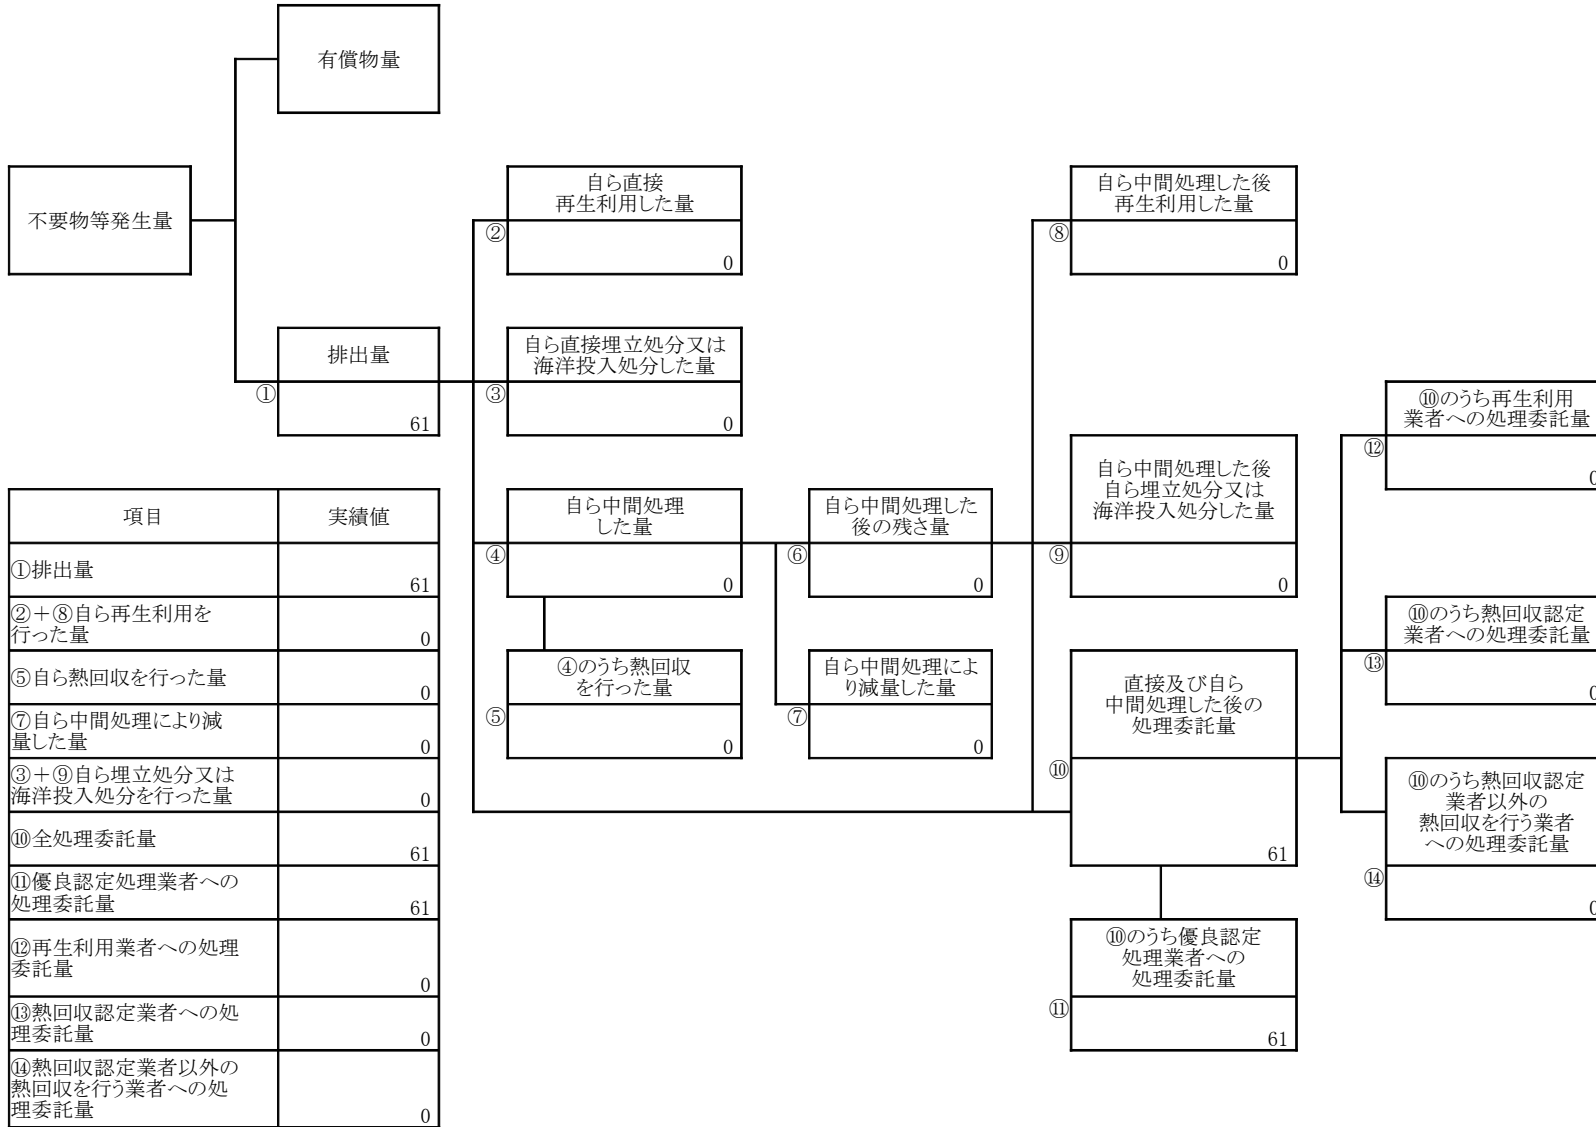 有償物量
不要物等発生量
自ら直接
再生利用した量
②
0
自ら中間処理した後
再生利用した量
⑧
0
排出量
①
61
自ら直接埋立処分又は
海洋投入処分した量
③
0
⑩のうち再生利用
業者への処理委託量
⑫
0
自ら中間処理した後
自ら埋立処分又は
海洋投入処分した量
⑨
0
自ら中間処理
した量
④
0
自ら中間処理した
後の残さ量
⑥
0
⑩のうち熱回収認定
業者への処理委託量
⑬
0
④のうち熱回収
を行った量
⑤
0
自ら中間処理によ
り減量した量
⑦
0
直接及び自ら
中間処理した後の
処理委託量
⑩
61
⑩のうち熱回収認定
業者以外の
熱回収を行う業者
への処理委託量
⑭
0
⑩のうち優良認定
処理業者への
処理委託量
⑪
61
項目 実績値
①排出量
61
②+⑧自ら再生利用を
行った量 0
⑤自ら熱回収を行った量
0
⑦自ら中間処理により減
量した量 0
③+⑨自ら埋立処分又は
海洋投入処分を行った量 0
⑩全処理委託量
61
⑪優良認定処理業者への
処理委託量 61
⑫再生利用業者への処理
委託量
0
⑬熱回収認定業者への処
理委託量 0
⑭熱回収認定業者以外の
熱回収を行う業者への処
理委託量 0